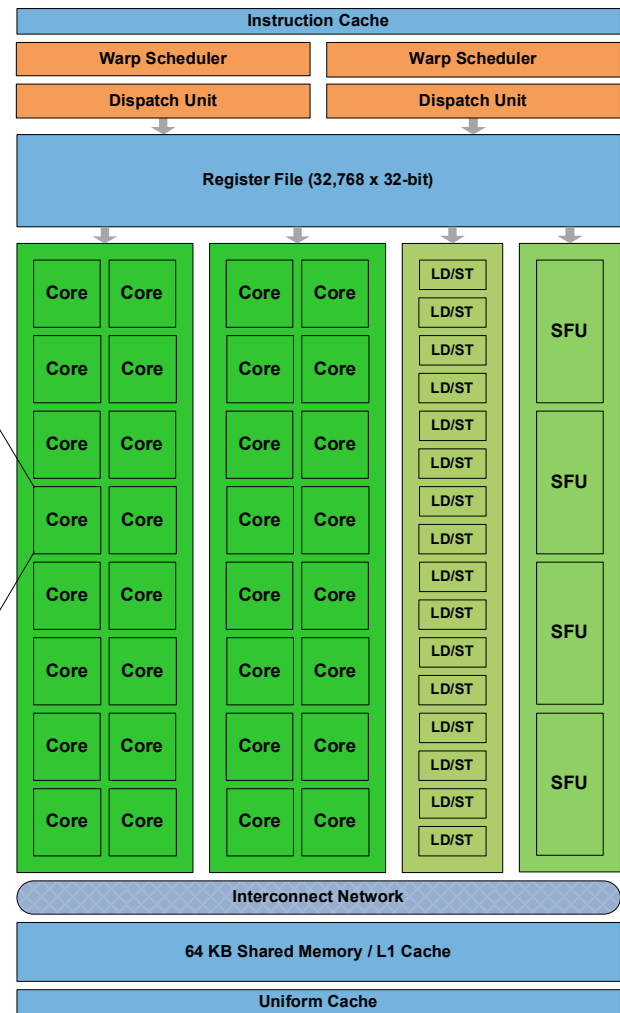 Instruction Cache
Warp Scheduler Warp Scheduler
Dispatch Unit Dispatch Unit
Register File (32,768 x 32-bit)
LD/ST
Core Core Core Core
SFU
LD/ST
LD/ST
Core Core Core Core
LD/ST
LD/ST
Core Core Core Core
LD/ST
SFU
LD/ST
Core Core Core Core
LD/ST
LD/ST
Core Core Core Core
LD/ST
SFU
LD/ST
Core Core Core Core
LD/ST
LD/ST
Core Core Core Core
LD/ST
SFU
LD/ST
Core Core Core Core
LD/ST
Interconnect Network
64 KB Shared Memory / L1 Cache
Uniform Cache